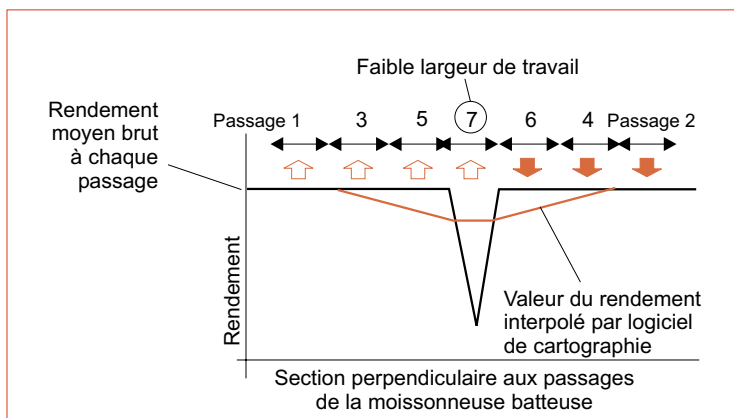 Faible largeur de travail
Rendement
moyen brut
à chaque
passage
Passage 1 3 5 7 6 4 Passage 2
Rendement
Valeur du rendement
interpolé par logiciel
de cartographie
Section perpendiculaire aux passages
de la moissonneuse batteuse